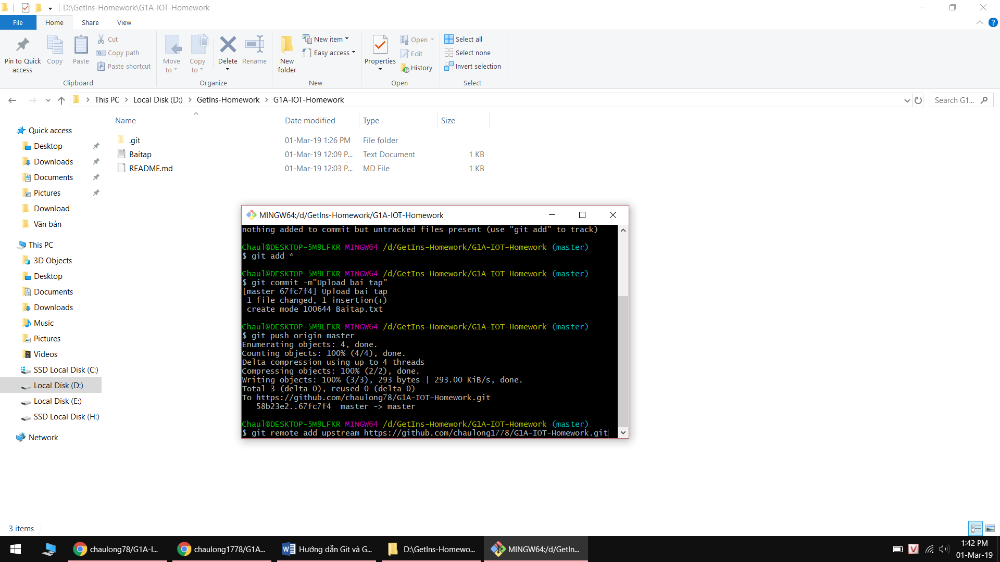 D:\GetIns-Homework\G1A-IOT-Homework
File Home Share View
Pin to Quick access
Copy
Paste
Cut
Copy path
Paste shortcut
Clipboard
Move to
Copy to
Delete
Rename
Organize
New folder
New item
Easy access
New
Properties
Open
Edit
History
Open
Select all
Select none
Invert selection
Select
This PC > Local Disk (D:) > GetIns-Homework > G1A-IOT-Homework
Search G1...
Name Date modified Type Size
.git 01-Mar-19 1:26 PM File folder
Baitap 01-Mar-19 12:09 P... Text Document 1 KB
README.md 01-Mar-19 12:03 P... MD File 1 KB
Quick access
Desktop
Downloads
Documents
Pictures
Download
Văn bản
This PC
3D Objects
Desktop
Documents
Downloads
Music
Pictures
Videos
SSD Local Disk (C:)
Local Disk (D:)
Local Disk (E:)
SSD Local Disk (H:)
Network
MINGW64:/d/GetIns-Homework/G1A-IOT-Homework
nothing added to commit but untracked files present (use "git add" to track)
Chaul@DESKTOP-5M9LFKR MINGW64 /d/GetIns-Homework/G1A-IOT-Homework (master)
$ git add *
Chaul@DESKTOP-5M9LFKR MINGW64 /d/GetIns-Homework/G1A-IOT-Homework (master)
$ git commit -m"Upload bai tap"
[master 67fc7f4] Upload bai tap
1 file changed, 1 insertion(+)
create mode 100644 Baitap.txt
Chaul@DESKTOP-5M9LFKR MINGW64 /d/GetIns-Homework/G1A-IOT-Homework (master)
$ git push origin master
Enumerating objects: 4, done.
Counting objects: 100% (4/4), done.
Delta compression using up to 4 threads
Compressing objects: 100% (2/2), done.
Writing objects: 100% (3/3), 293 bytes | 293.00 KiB/s, done.
Total 3 (delta 0), reused 0 (delta 0)
To https://github.com/chaulong78/G1A-IOT-Homework.git
58b23e2..67fc7f4 master -> master
Chaul@DESKTOP-5M9LFKR MINGW64 /d/GetIns-Homework/G1A-IOT-Homework (master)
$ git remote add upstream https://github.com/chaulong1778/G1A-IOT-Homework.git
3 items
chaulong78/G1A-I...
chaulong1778/G1A...
Hướng dẫn Git và G...
D:\GetIns-Homewo...
MINGW64:/d/GetIn...
1:42 PM
01-Mar-19